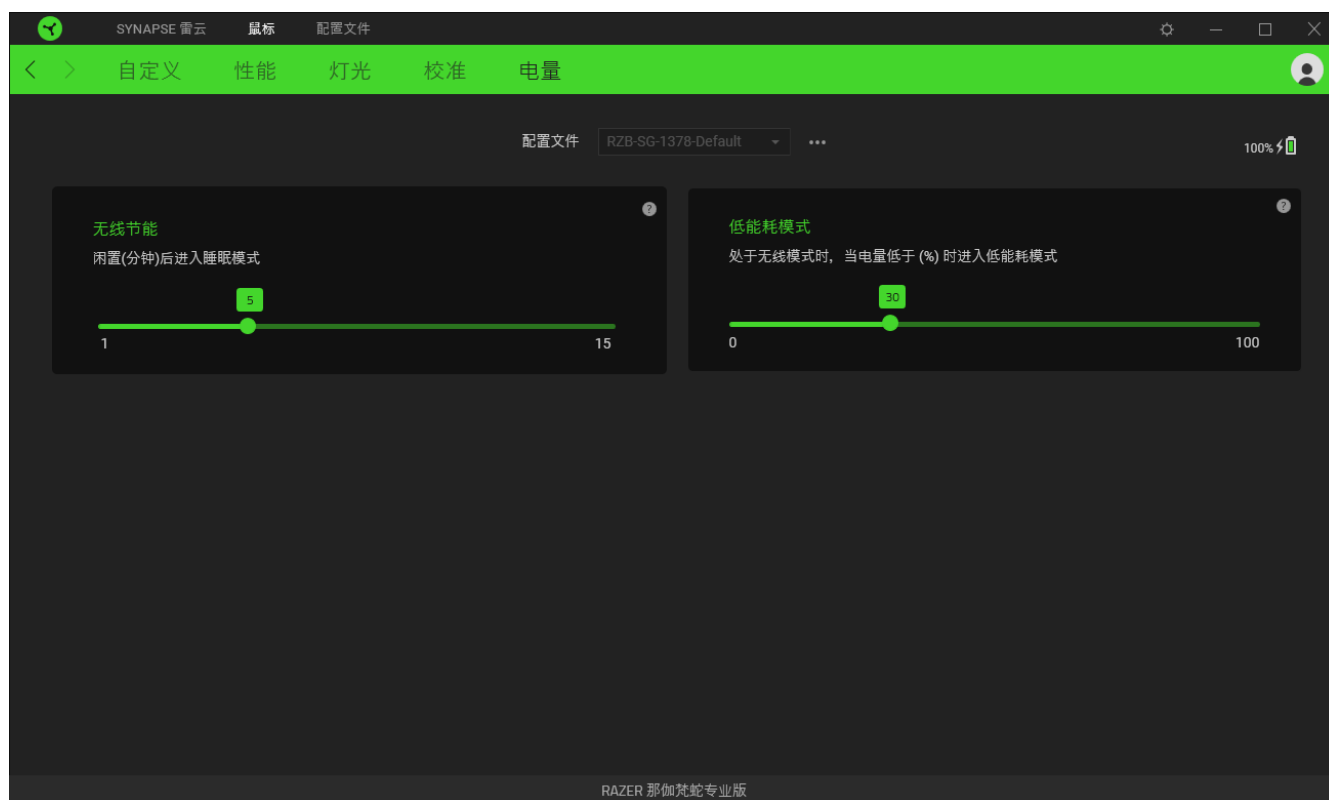 SYNAPSE 雷云 鼠标 配置文件
自定义 性能 灯光 校准 电量
配置文件 RZB-SG-1378-Default
100%
无线节能
闲置(分钟)后进入睡眠模式
5
1 15
低能耗模式
处于无线模式时，当电量低于 (%) 时进入低能耗模式
30
0 100
RAZER 那伽梵蛇专业版